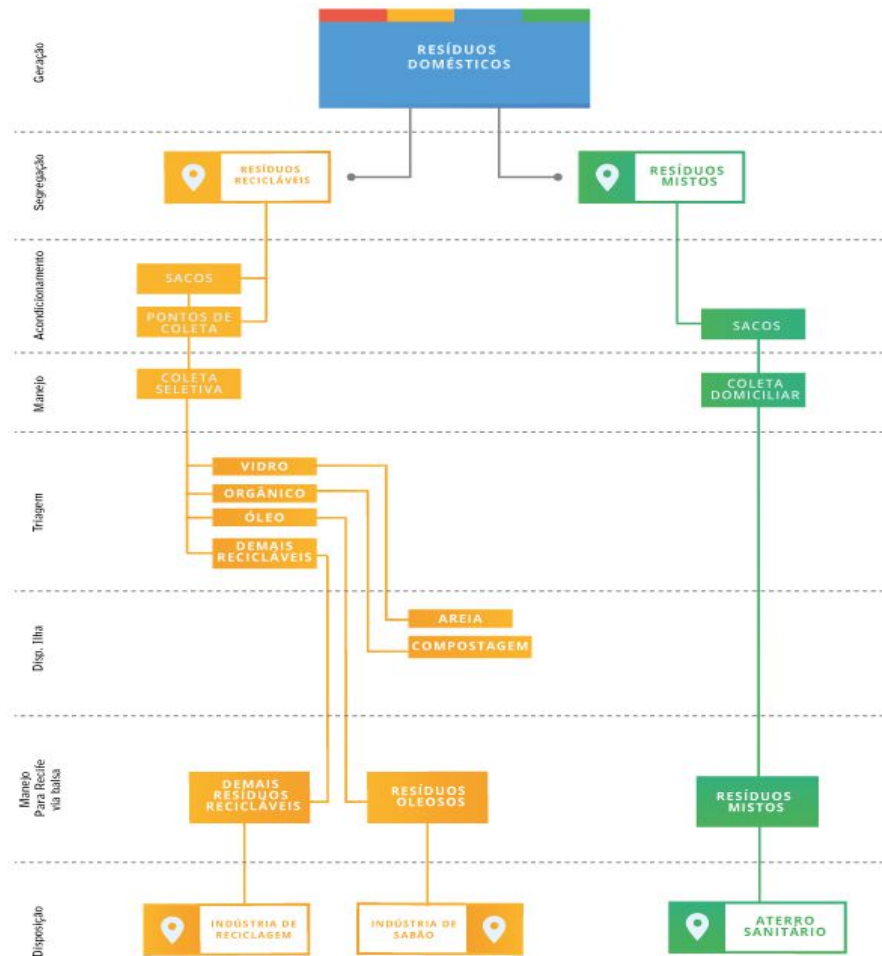 Geração
RESÍDUOS
DOMÉSTICOS
Segregação
RESÍDUOS
RECICLÁVEIS
RESÍDUOS
MISTOS
Acondicionamento
SACOS
PONTOS DE
COLETA
SACOS
Manejo
COLETA
SELETIVA
COLETA
DOMICILIAR
Triagem
VIDRO
ORGÂNICO
ÓLEO
DEMAIS
RECICLÁVEIS
Disp. Ilha
AREIA
COMPOSTAGEM
Manejo
Para Recife
via balsa
DEMAIS
RESÍDUOS
RECICLÁVEIS
RESÍDUOS
OLEOSOS
RESÍDUOS
MISTOS
Disposição
INDÚSTRIA DE
RECICLAGEM
INDÚSTRIA DE
SABÃO
ATERRO
SANITÁRIO